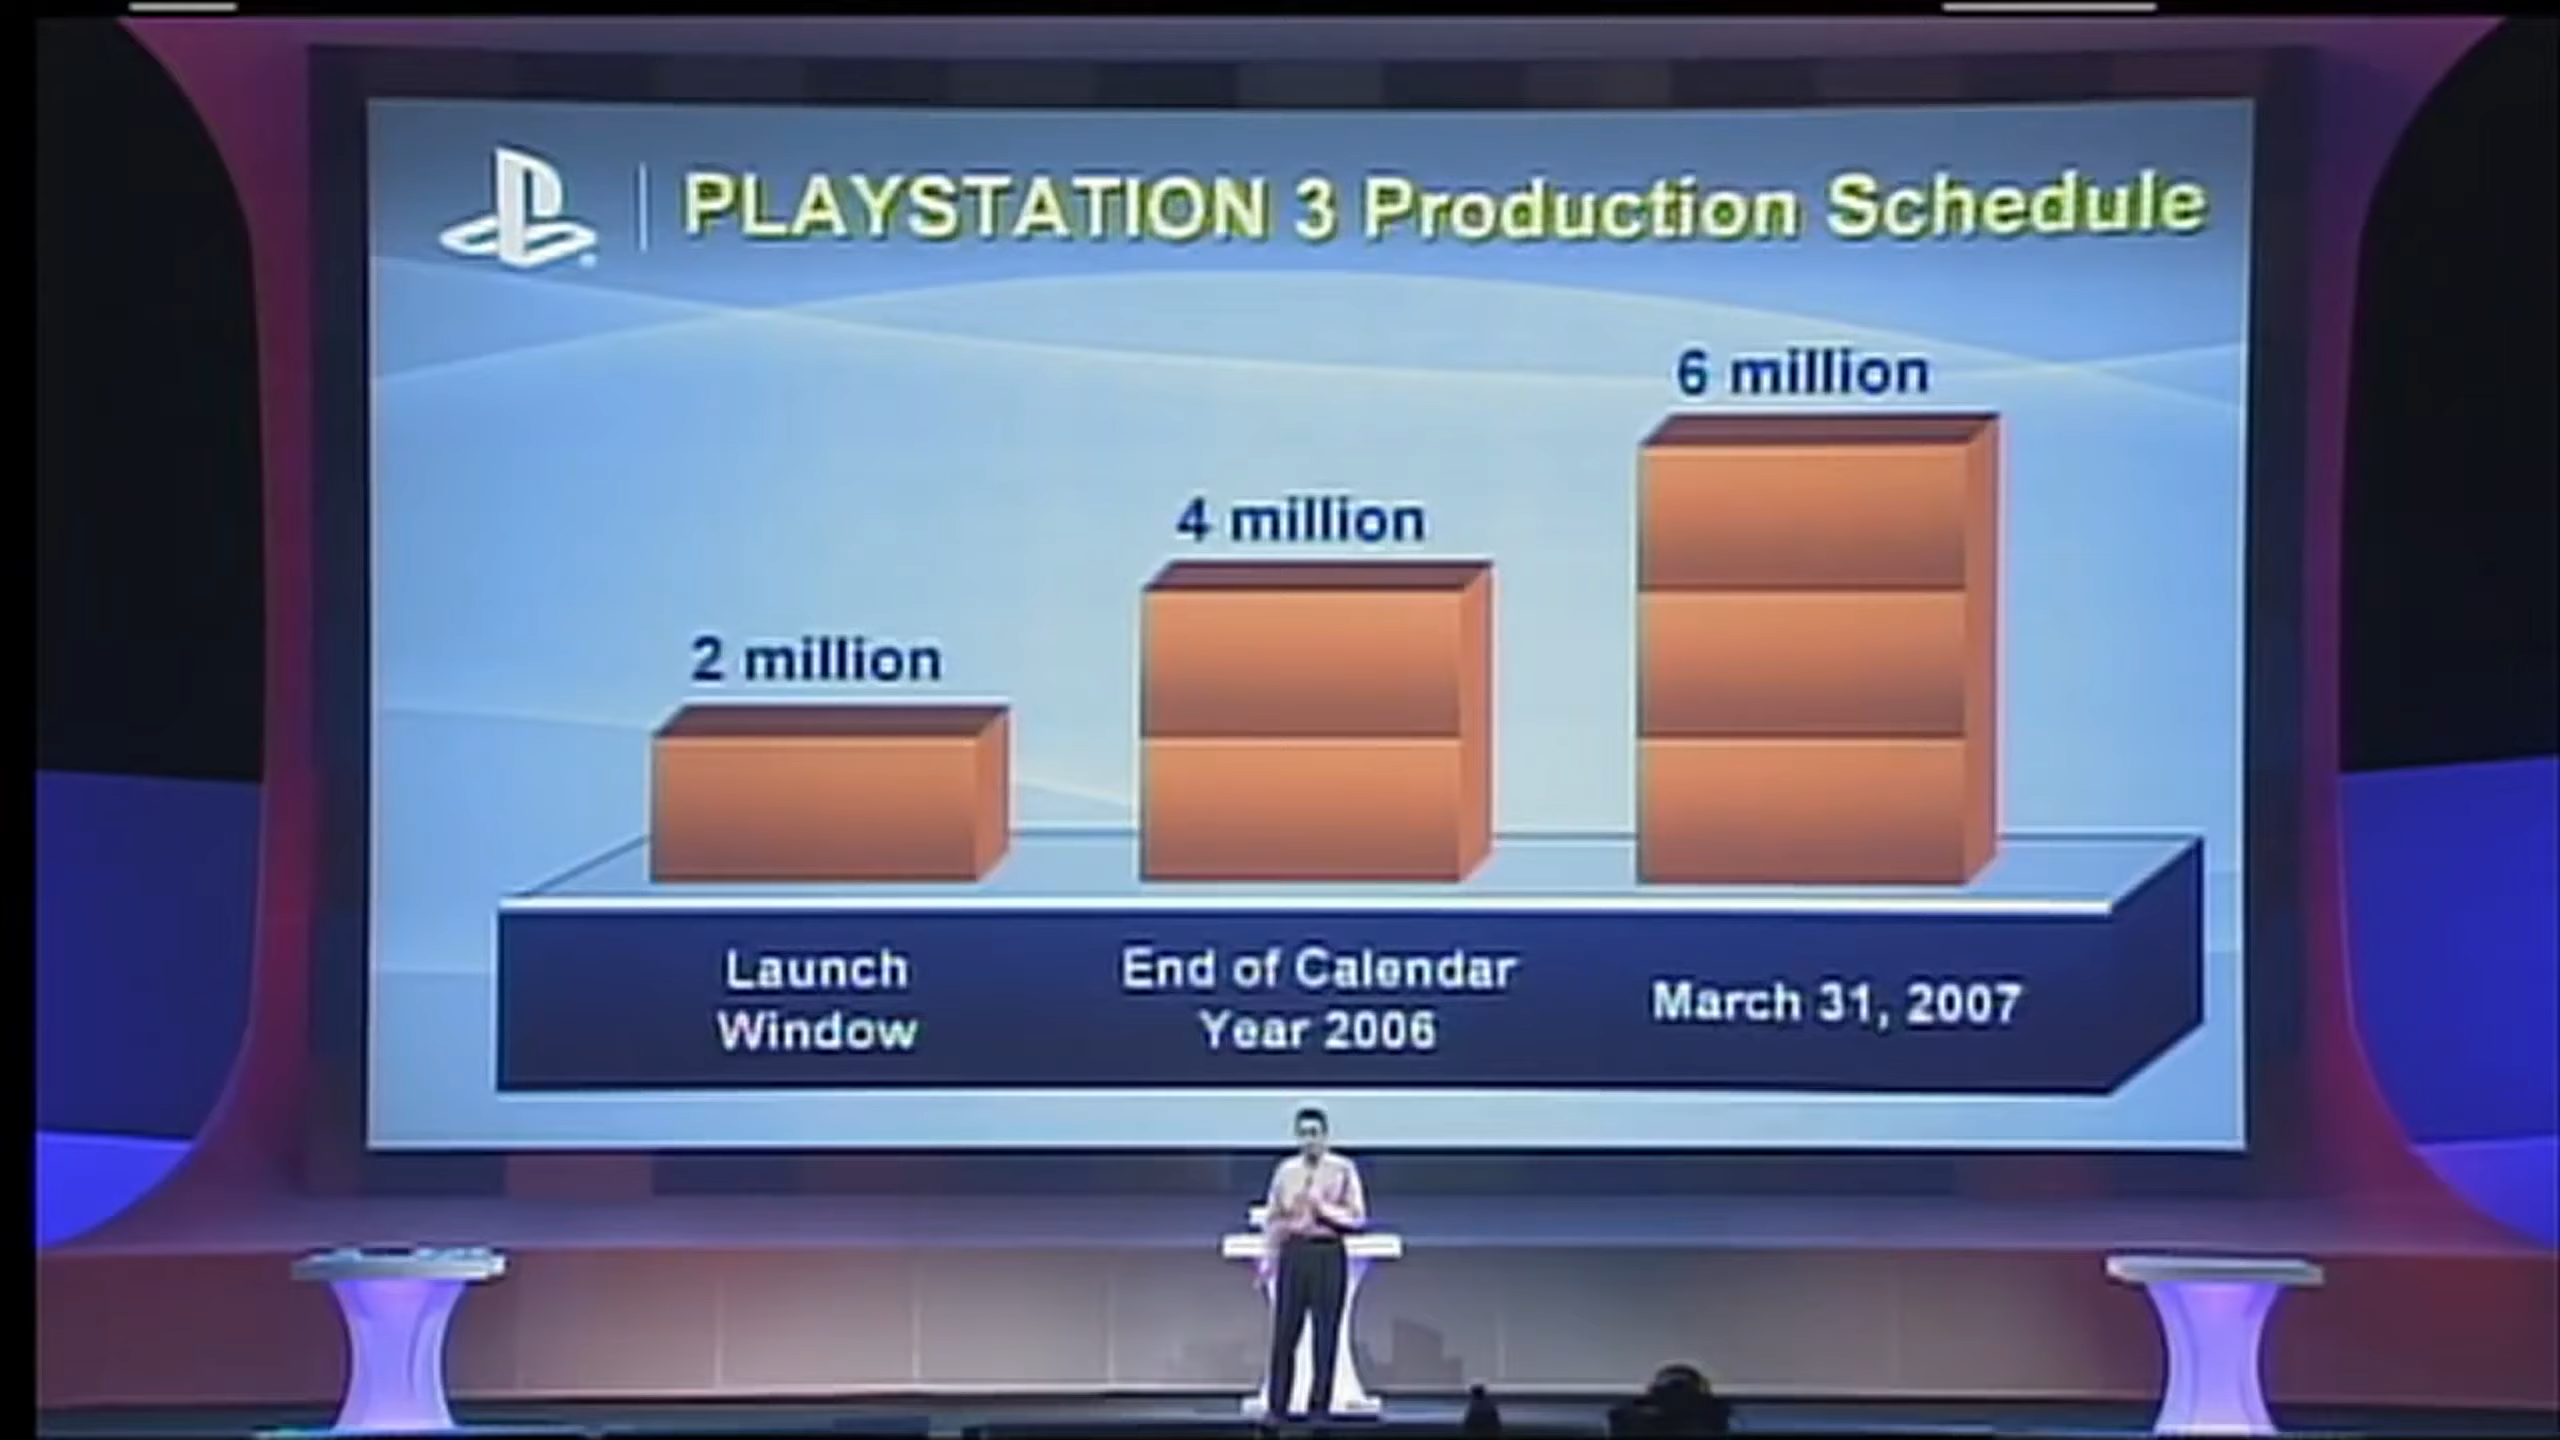 PLAYSTATION 3 Production Schedule
2 million
4 million
6 million
Launch
Window
End of Calendar
Year 2006
March 31, 2007